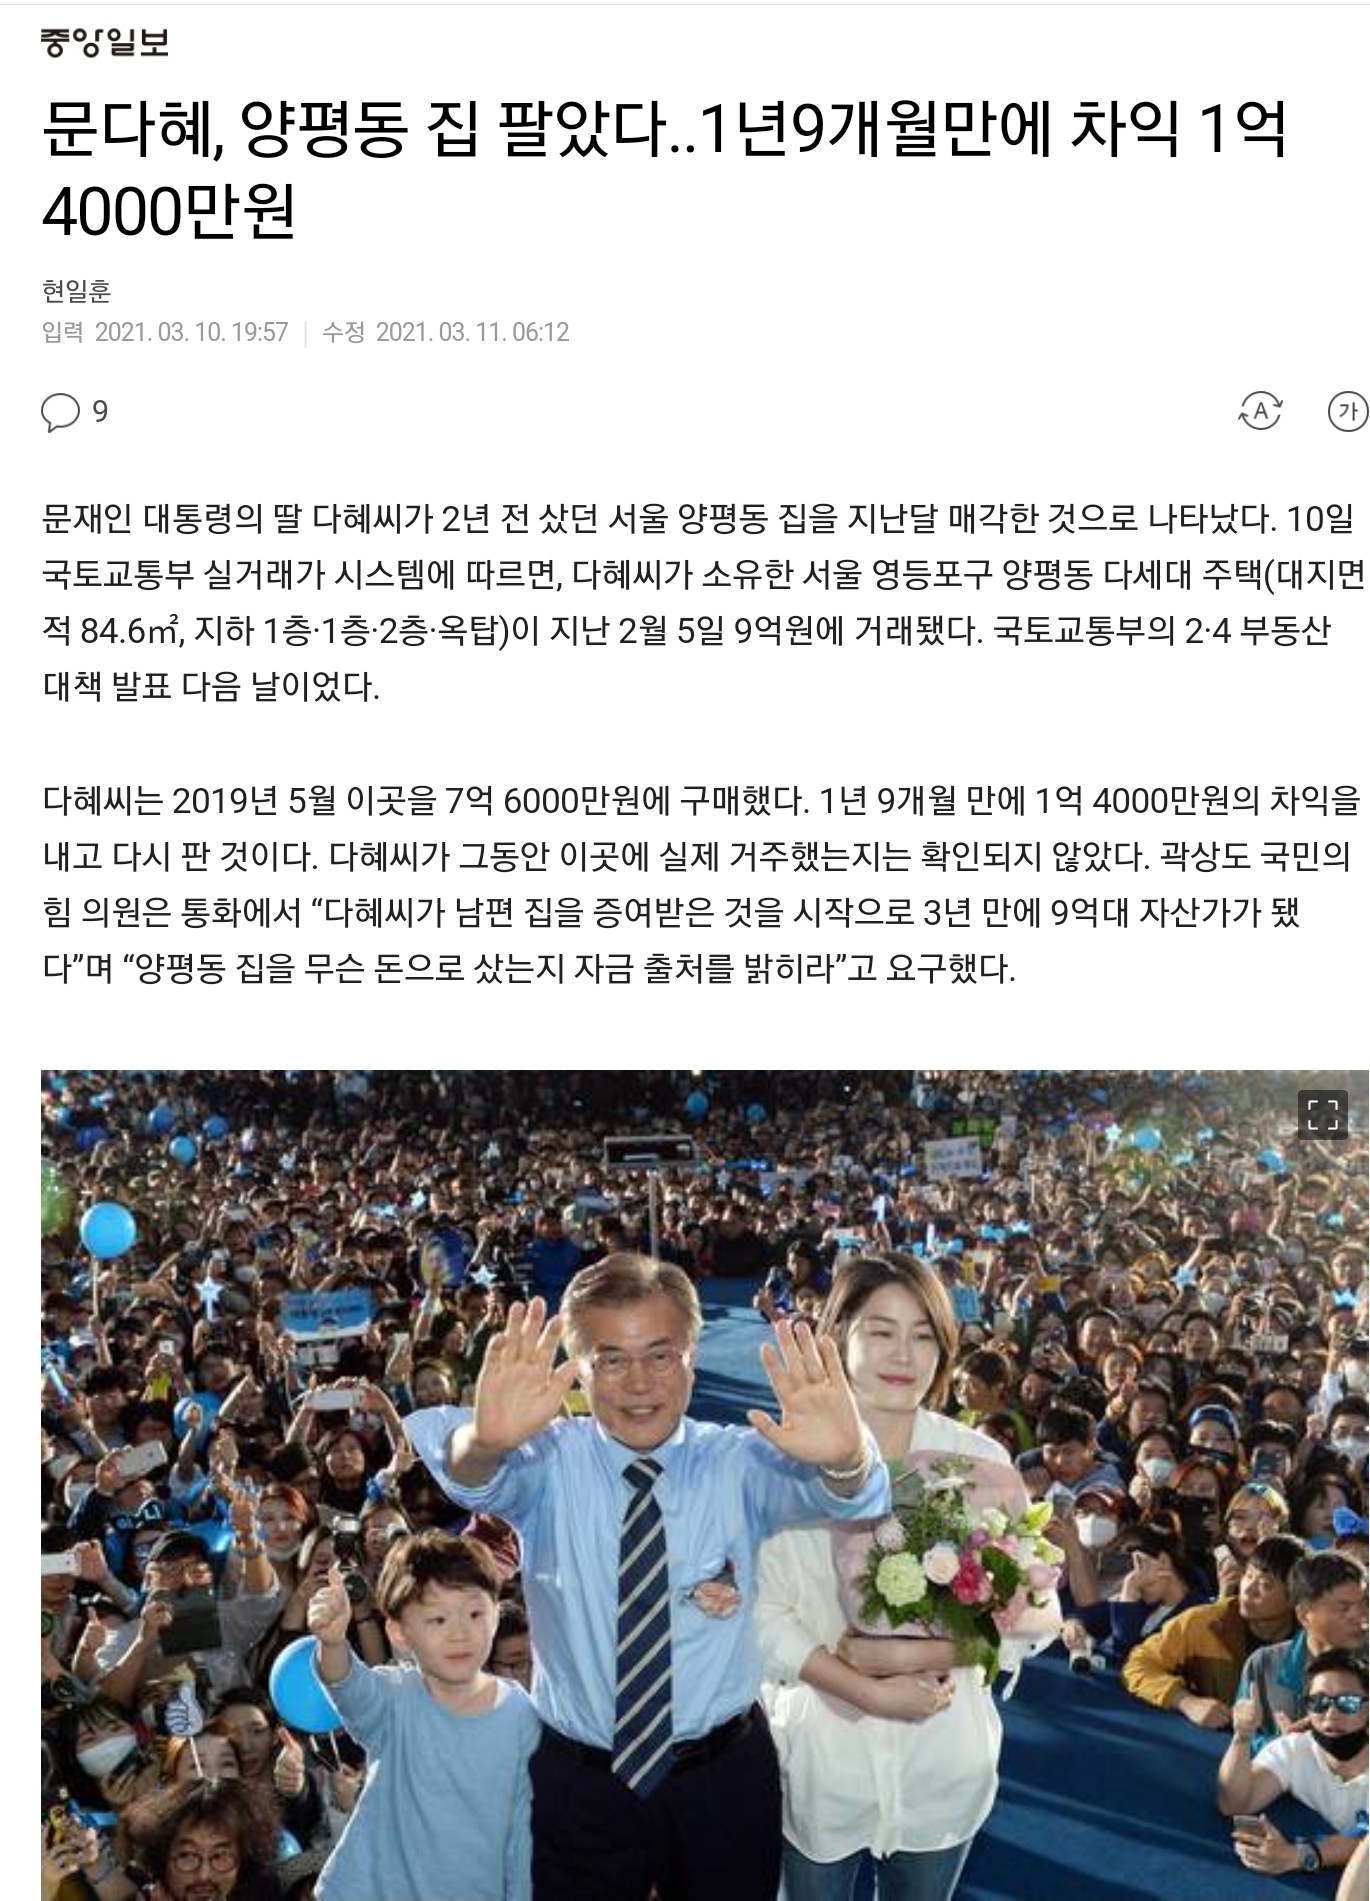 중앙일보
문다혜, 양평동 집 팔았다..1년9개월만에 차익 1억
4000만원
현일훈
입력 2021. 03. 10. 19:57 | 수정 2021. 03. 11. 06:12
9
A
가
문재인 대통령의 딸 다혜씨가 2년 전 샀던 서울 양평동 집을 지난달 매각한 것으로 나타났다. 10일
국토교통부 실거래가 시스템에 따르면, 다혜씨가 소유한 서울 영등포구 양평동 다세대 주택(대지면
적 84.6㎡, 지하 1층·1층·2층·옥탑)이 지난 2월 5일 9억원에 거래됐다. 국토교통부의 2·4 부동산
대책 발표 다음 날이었다.
다혜씨는 2019년 5월 이곳을 7억 6000만원에 구매했다. 1년 9개월 만에 1억 4000만원의 차익을
내고 다시 판 것이다. 다혜씨가 그동안 이곳에 실제 거주했는지는 확인되지 않았다. 곽상도 국민의
힘 의원은 통화에서 “다혜씨가 남편 집을 증여받은 것을 시작으로 3년 만에 9억대 자산가가 됐
다”며 “양평동 집을 무슨 돈으로 샀는지 자금 출처를 밝히라”고 요구했다.